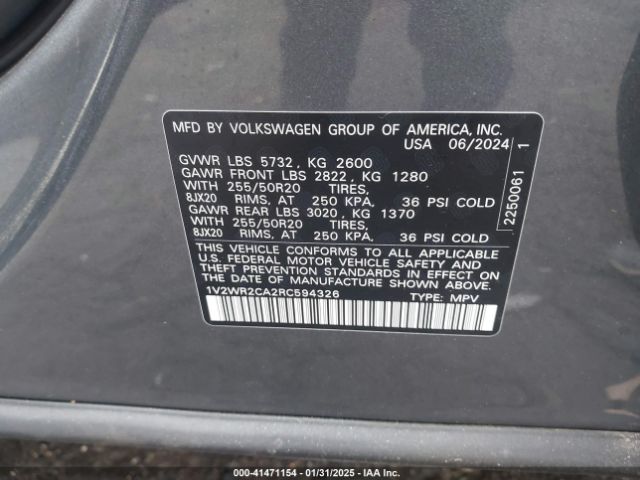 MFD BY VOLKSWAGEN GROUP OF AMERICA, INC.
USA 06/2024
GVWR LBS 5732 , KG 2600
GAWR FRONT LBS 2822 , KG 1280
WITH 255/50R20 TIRES,
8JX20 RIMS, AT 250 KPA, 36 PSI COLD
GAWR REAR LBS 3020 , KG 1370
WITH 255/50R20 TIRES,
8JX20 RIMS, AT 250 KPA, 36 PSI COLD
THIS VEHICLE CONFORMS TO ALL APPLICABLE
U.S. FEDERAL MOTOR VEHICLE SAFETY AND
THEFT PREVENTION STANDARDS IN EFFECT ON THE
DATE OF MANUFACTURE SHOWN ABOVE.
1V2WR2CA2RC594326 TYPE: MPV
2250061 1
000-41471154 - 01/31/2025 - IAA Inc.